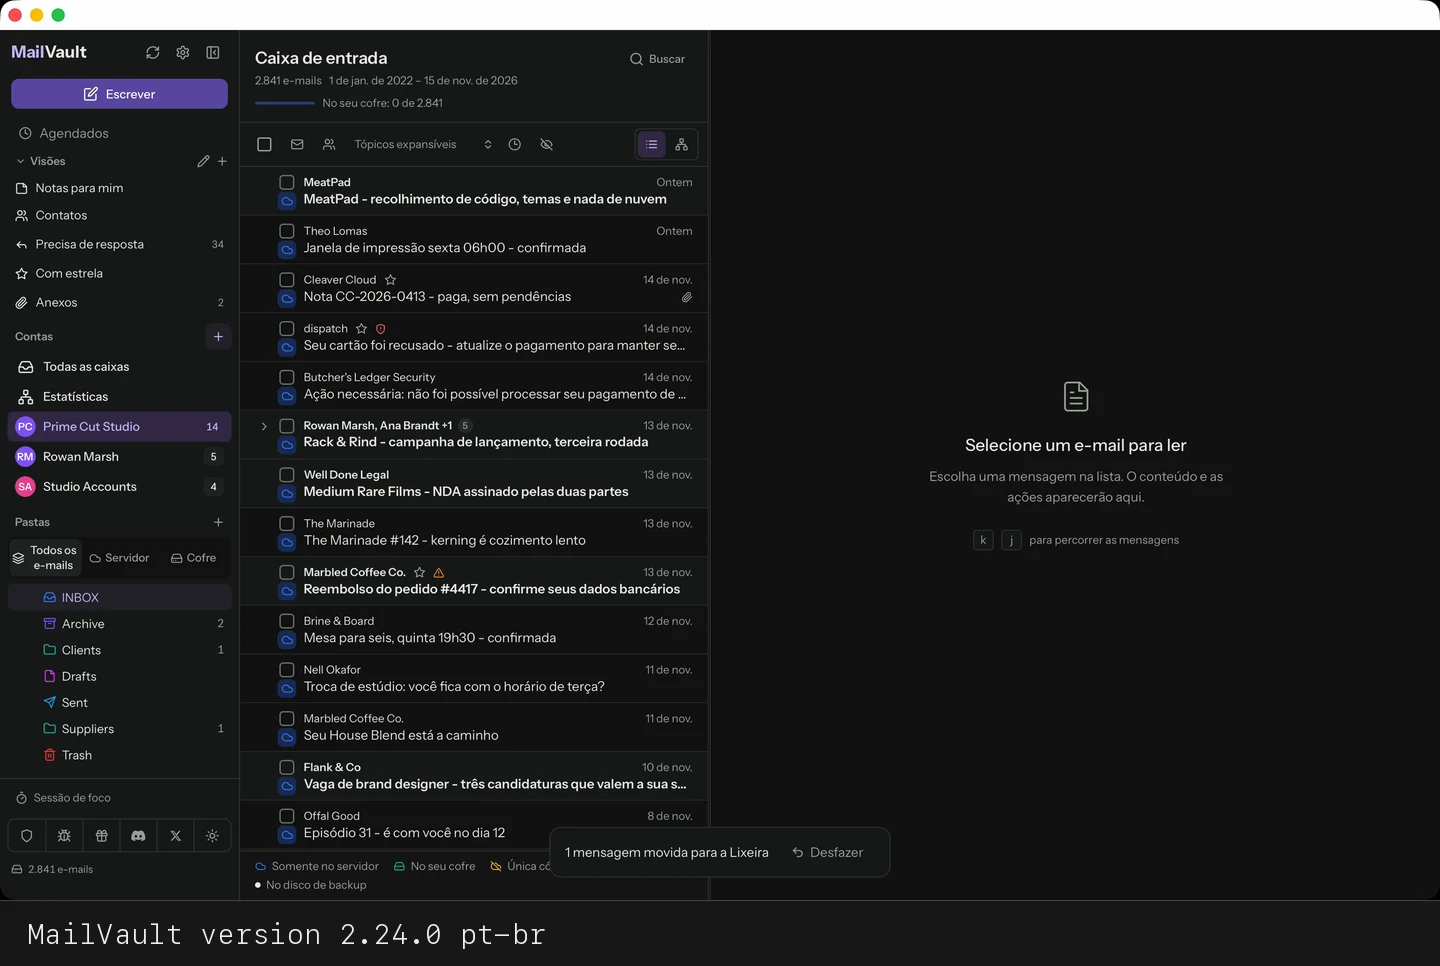 MailVault
Escrever
Agendados
Visões
Notas para mim
Contatos
Precisa de resposta 34
Com estrela
Anexos 2
Contas
Todas as caixas
Estatísticas
PC Prime Cut Studio 14
RM Rowan Marsh 5
SA Studio Accounts 4
Pastas
Todos os e-mails
Servidor
Cofre
INBOX
Archive 2
Clients 1
Drafts
Sent
Suppliers 1
Trash
Sessão de foco
2.841 e-mails
Caixa de entrada
Buscar
2.841 e-mails 1 de jan. de 2022 – 15 de nov. de 2026
No seu cofre: 0 de 2.841
Tópicos expansíveis
MeatPad Ontem
MeatPad - recolhimento de código, temas e nada de nuvem
Theo Lomas Ontem
Janela de impressão sexta 06h00 - confirmada
Cleaver Cloud 14 de nov.
Nota CC-2026-0413 - paga, sem pendências
dispatch 14 de nov.
Seu cartão foi recusado - atualize o pagamento para manter se...
Butcher's Ledger Security 14 de nov.
Ação necessária: não foi possível processar seu pagamento de ...
Rowan Marsh, Ana Brandt +1 5 13 de nov.
Rack & Rind - campanha de lançamento, terceira rodada
Well Done Legal 13 de nov.
Medium Rare Films - NDA assinado pelas duas partes
The Marinade 13 de nov.
The Marinade #142 - kerning é cozimento lento
Marbled Coffee Co. 13 de nov.
Reembolso do pedido #4417 - confirme seus dados bancários
Brine & Board 12 de nov.
Mesa para seis, quinta 19h30 - confirmada
Nell Okafor 11 de nov.
Troca de estúdio: você fica com o horário de terça?
Marbled Coffee Co. 11 de nov.
Seu House Blend está a caminho
Flank & Co 10 de nov.
Vaga de brand designer - três candidaturas que valem a sua s...
Offal Good 8 de nov.
Episódio 31 - é com você no dia 12
Somente no servidor No seu cofre Única có
No disco de backup
1 mensagem movida para a Lixeira Desfazer
Selecione um e-mail para ler
Escolha uma mensagem na lista. O conteúdo e as
ações aparecerão aqui.
k j para percorrer as mensagens
MailVault version 2.24.0 pt-br